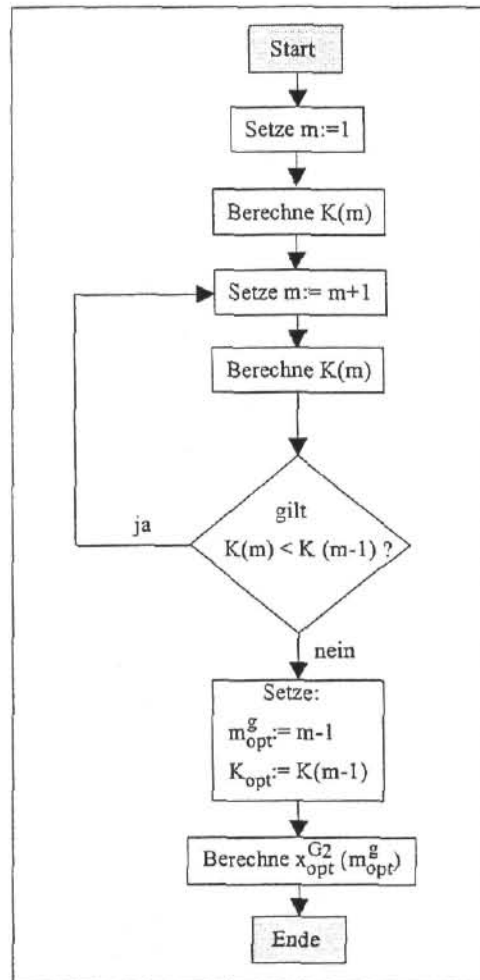 Start
Setze m:=1
Berechne K(m)
Setze m:= m+1
Berechne K(m)
gilt
K(m) < K (m-1) ?
ja
nein
Setze:
m^g_opt:= m-1
K_opt:= K(m-1)
Berechne x^G2_opt (m^g_opt)
Ende